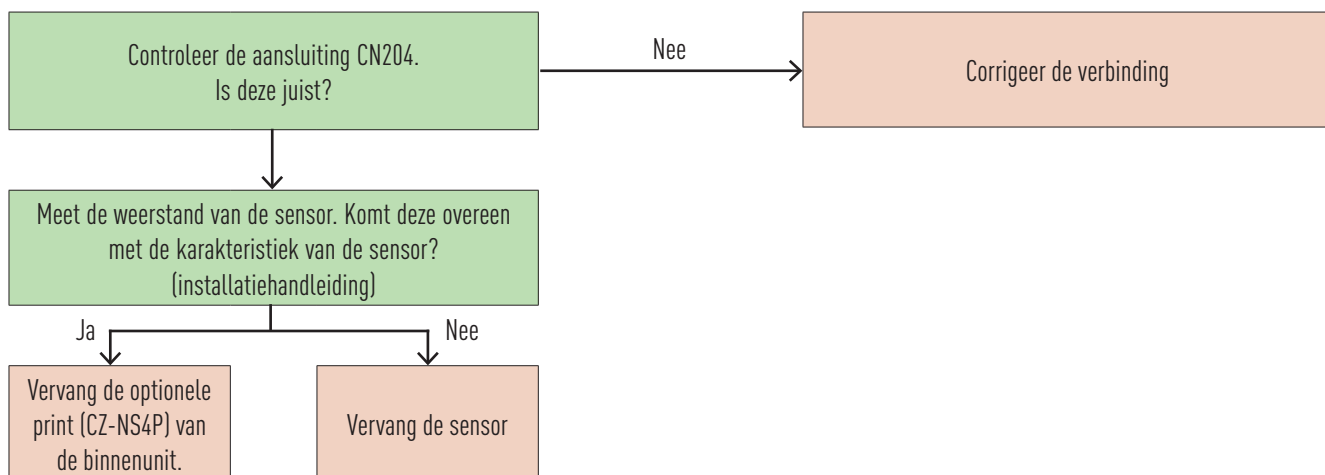 Controleer de aansluiting CN204.
Is deze juist?
Nee
Corrigeer de verbinding
Meet de weerstand van de sensor. Komt deze overeen
met de karakteristiek van de sensor?
(installatiehandleiding)
Ja
Nee
Vervang de optionele
print (CZ-NS4P) van
de binnenunit.
Vervang de sensor